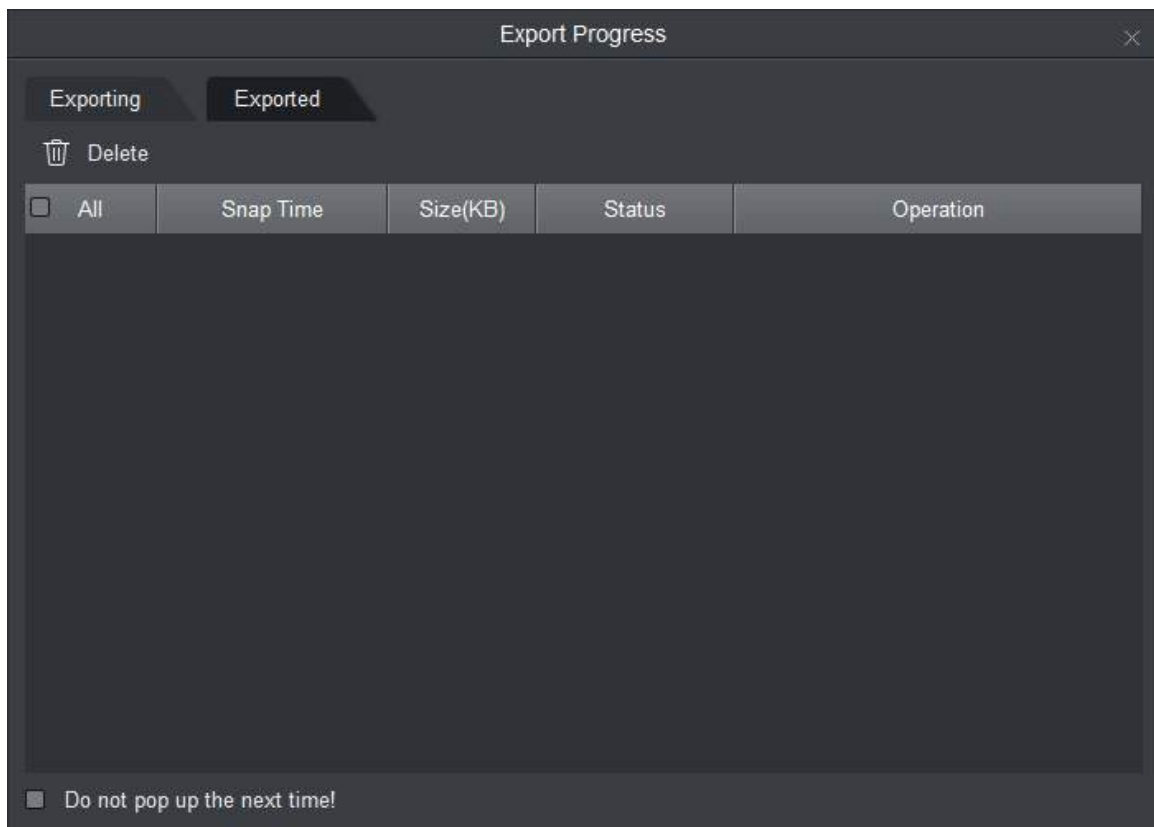 Export Progress
Exporting Exported
Delete
All Snap Time Size(KB) Status Operation
Do not pop up the next time!